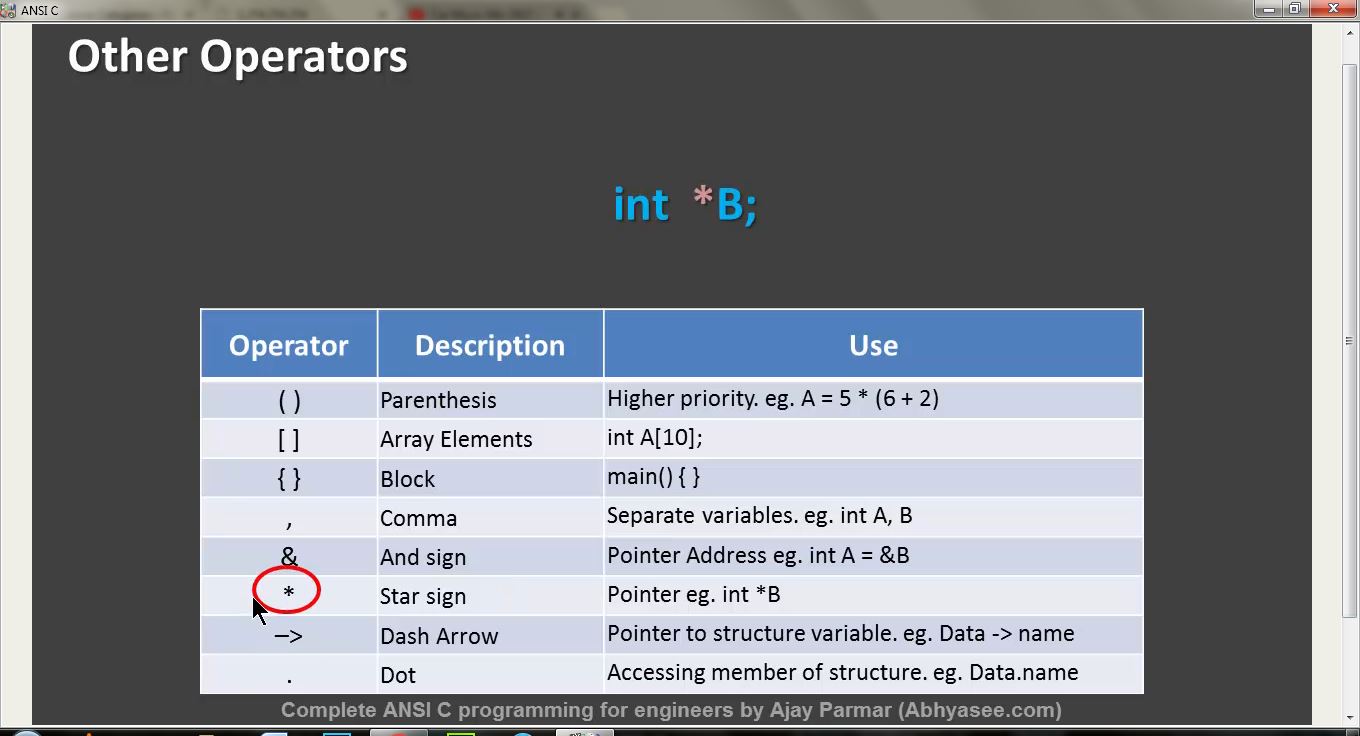 ANSI C
Other Operators
int *B;
Operator Description Use
( ) Parenthesis Higher priority. eg. A = 5 * (6 + 2)
[ ] Array Elements int A[10];
{ } Block main() { }
, Comma Separate variables. eg. int A, B
& And sign Pointer Address eg. int A = &B
* Star sign Pointer eg. int *B
–> Dash Arrow Pointer to structure variable. eg. Data -> name
. Dot Accessing member of structure. eg. Data.name
Complete ANSI C programming for engineers by Ajay Parmar (Abhyasee.com)